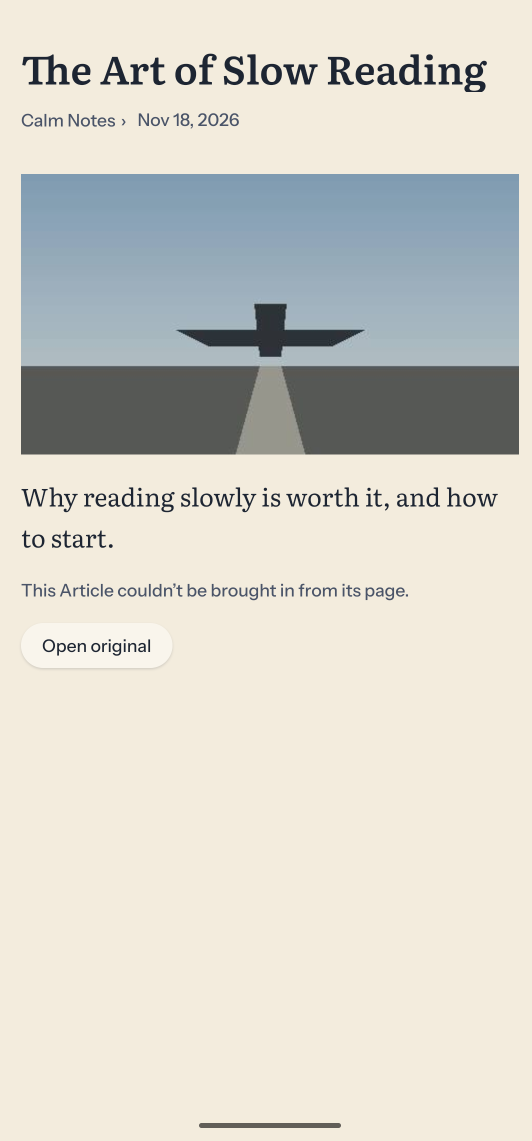 The Art of Slow Reading
Calm Notes › Nov 18, 2026
Why reading slowly is worth it, and how
to start.
This Article couldn’t be brought in from its page.
Open original